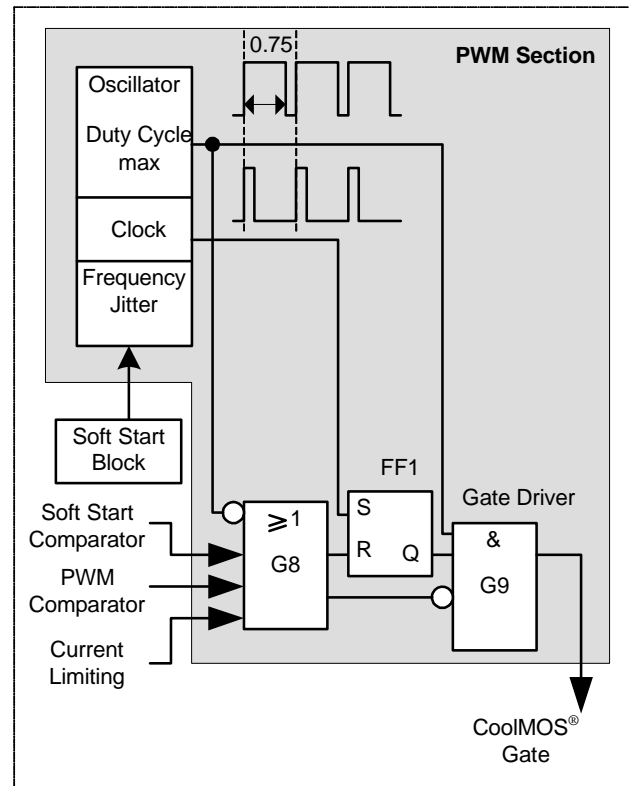 0.75
PWM Section
Oscillator
Duty Cycle
max
Clock
Frequency
Jitter
Soft Start
Block
FF1
Gate Driver
Soft Start
Comparator
PWM
Comparator
Current
Limiting
≥1
G8
S
R
Q
&
G9
CoolMOS®
Gate